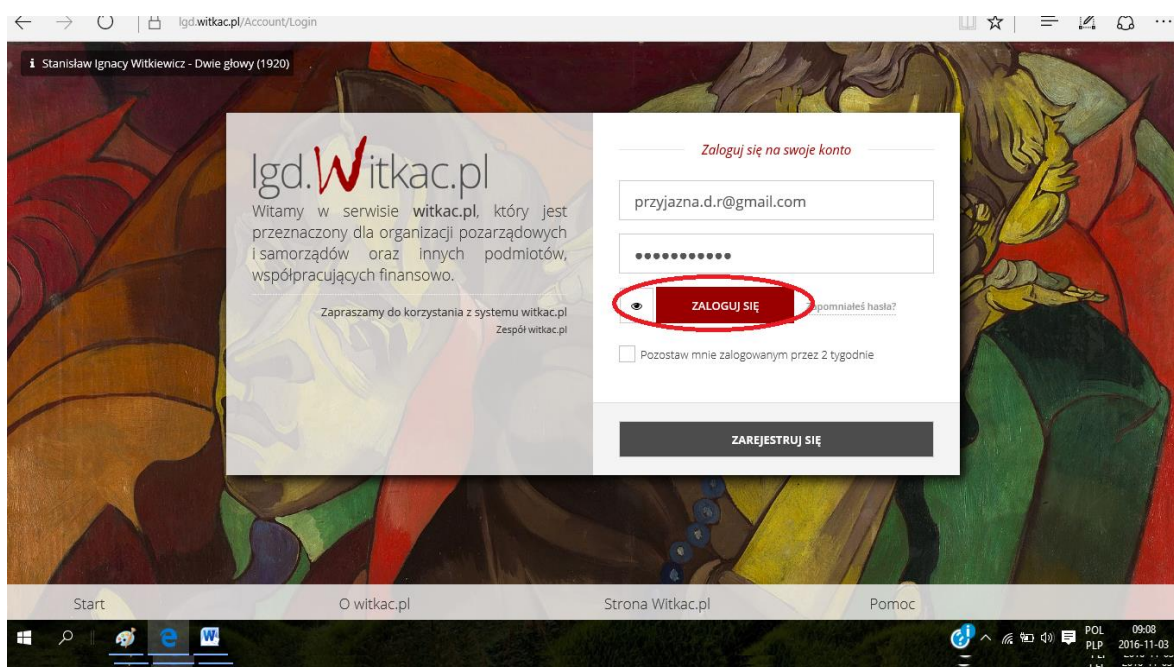 lgd.witkac.pl/Account/Login
i Stanisław Ignacy Witkiewicz - Dwie głowy (1920)
lgd.Witkac.pl
Witamy w serwisie witkac.pl, który jest
przeznaczony dla organizacji pozarządowych
i samorządów oraz innych podmiotów,
współpracujących finansowo.
Zapraszamy do korzystania z systemu witkac.pl
Zespół witkac.pl
Zaloguj się na swoje konto
przyjazna.d.r@gmail.com
●●●●●●●●●●●
ZALOGUJ SIĘ
Zapomniałeś hasła?
Pozostaw mnie zalogowanym przez 2 tygodnie
ZAREJESTRUJ SIĘ
Start
O witkac.pl
Strona Witkac.pl
Pomoc
POL 09:08
PLP 2016-11-03